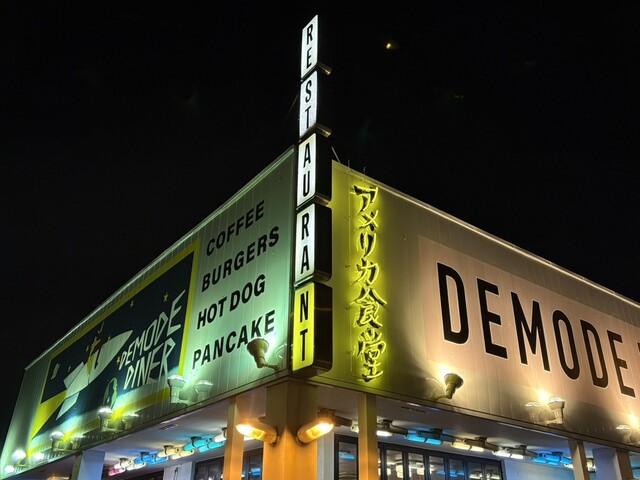 RESTAURANT
COFFEE
BURGERS
HOT DOG
PANCAKE
DEMODE
DINER
アメリカ食堂
DEMODE